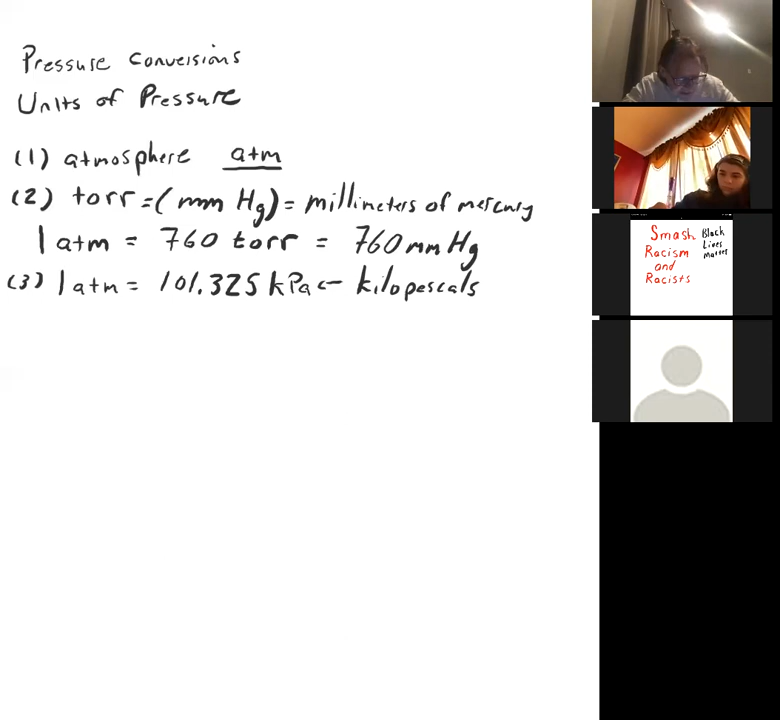 Pressure Conversions
Units of Pressure
(1) atmosphere atm
(2) torr = (mm Hg) = millimeters of mercury
1 atm = 760 torr = 760 mm Hg
(3) 1 atm = 101.325 kPa ← kilopascals
Smash
Racism
and
Racists
Black
Lives
Matter